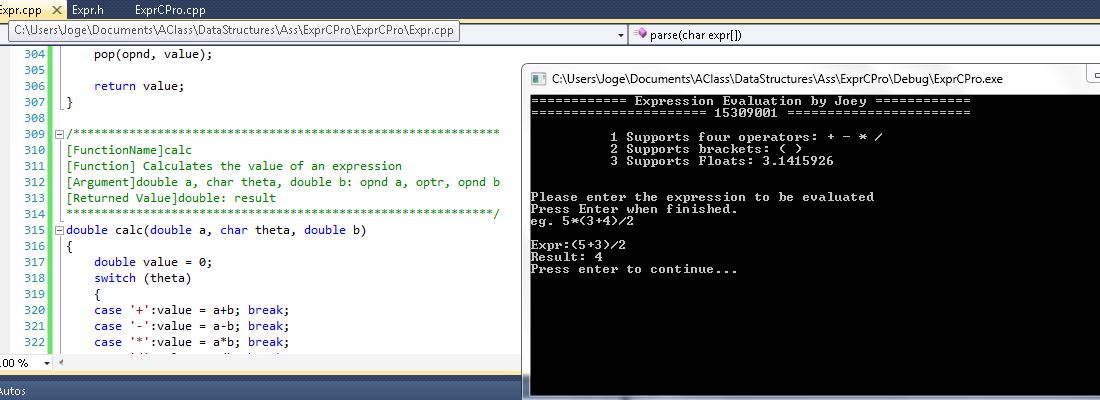 Expr.cpp × Expr.h ExprCPro.cpp
C:\Users\Joge\Documents\AClass\DataStructures\Ass\ExprCPro\ExprCPro\Expr.cpp
parse(char expr[])
304 pop(opnd, value);
305
306 return value;
307 }
308
309 /*************************************************************
310 [FunctionName]calc
311 [Function] Calculates the value of an expression
312 [Argument]double a, char theta, double b: opnd a, optr, opnd b
313 [Returned Value]double: result
314 *************************************************************/
315 double calc(double a, char theta, double b)
316 {
317 double value = 0;
318 switch (theta)
319 {
320 case '+':value = a+b; break;
321 case '-':value = a-b; break;
322 case '*':value = a*b; break;
.00 %
Autos
C:\Users\Joge\Documents\AClass\DataStructures\Ass\ExprCPro\Debug\ExprCPro.exe
============ Expression Evaluation by Joey ============
====================== 15309001 =======================
1 Supports four operators: + - * /
2 Supports brackets: ( )
3 Supports Floats: 3.1415926
Please enter the expression to be evaluated
Press Enter when finished.
eg. 5*(3+4)/2
Expr:(5+3)/2
Result: 4
Press enter to continue...